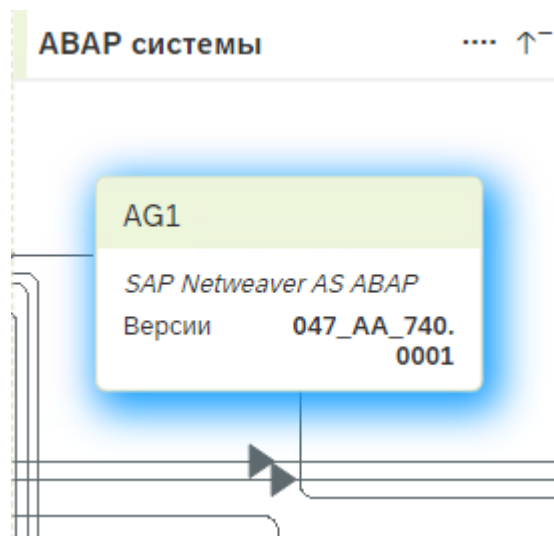 ABAP системы
AG1
SAP Netweaver AS ABAP
Версии 047_AA_740.
0001